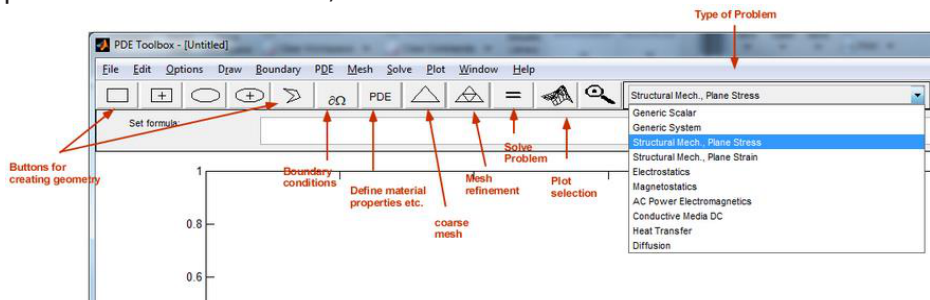 Type of Problem
PDE Toolbox - [Untitled]
File Edit Options Draw Boundary PDE Mesh Solve Plot Window Help
∂Ω PDE = Structural Mech., Plane Stress
Set formula:
Generic Scalar
Generic System
Structural Mech., Plane Stress
Structural Mech., Plane Strain
Electrostatics
Magnetostatics
AC Power Electromagnetics
Conductive Media DC
Heat Transfer
Diffusion
Buttons for
creating geometry
Boundary
conditions
Define material
properties etc.
coarse
mesh
Mesh
refinement
Solve
Problem
Plot
selection
1
0.8
0.6